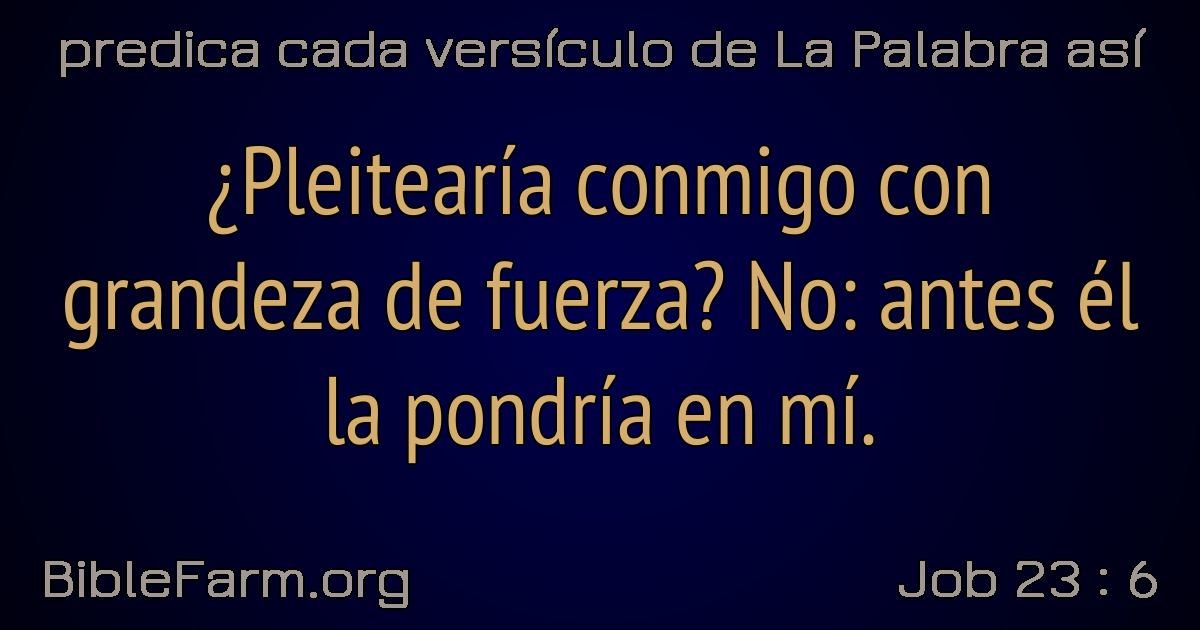 predica cada versículo de La Palabra así
¿Pleitearía conmigo con
grandeza de fuerza? No: antes él
la pondría en mí.
BibleFarm.org
Job 23 : 6